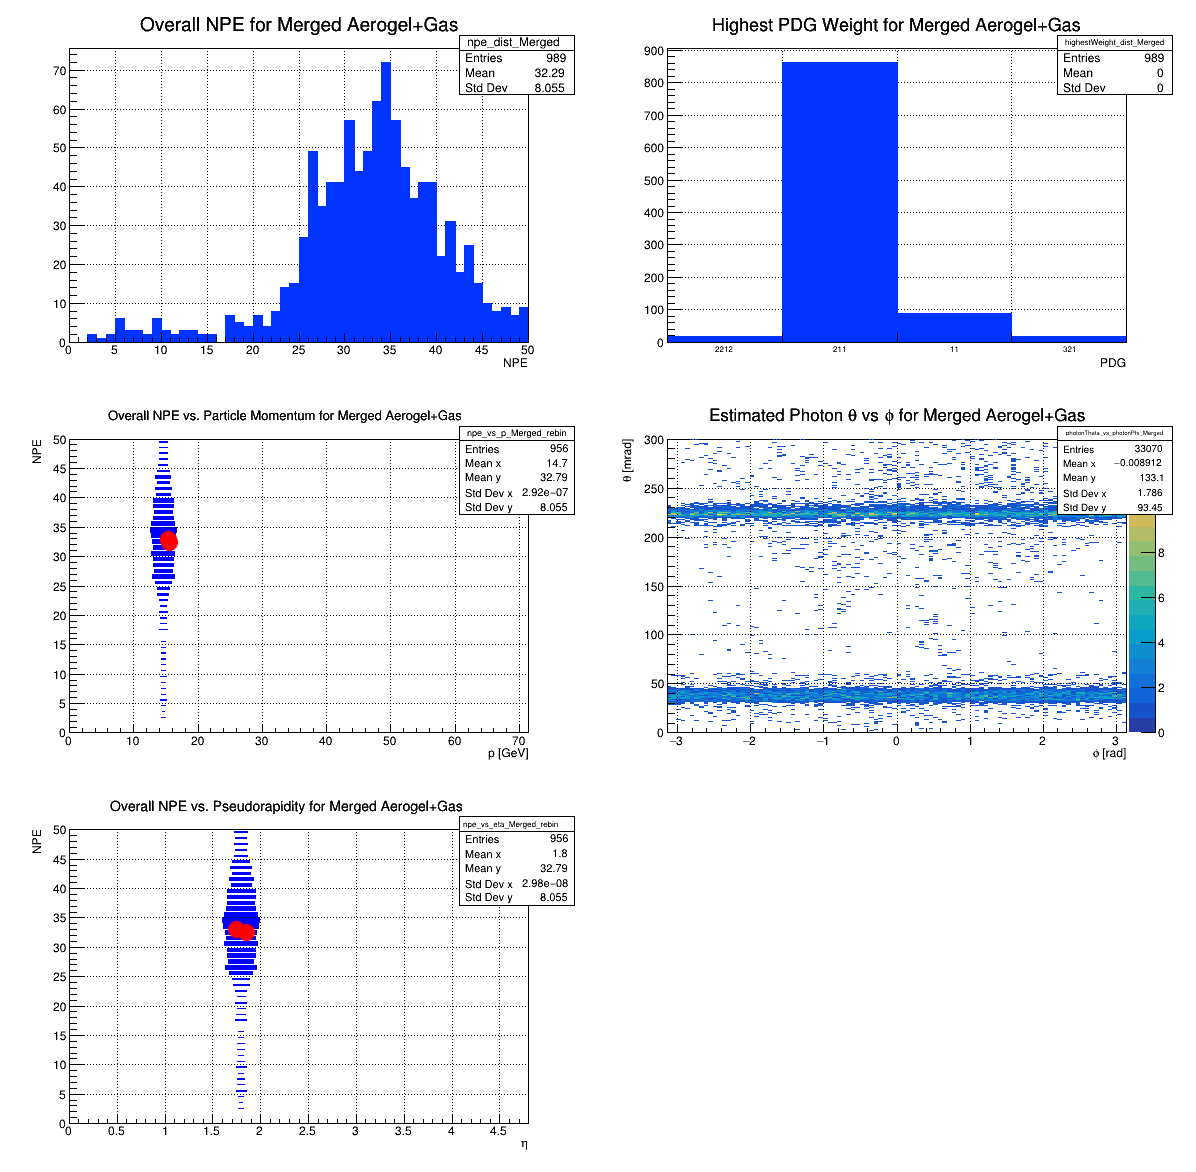 Overall NPE for Merged Aerogel+Gas
npe_dist_Merged
Entries 989
Mean 32.29
Std Dev 8.055
70
60
50
40
30
20
10
0
0 5 10 15 20 25 30 35 40 45 50
NPE
Highest PDG Weight for Merged Aerogel+Gas
highestWeight_dist_Merged
Entries 989
Mean 0
Std Dev 0
900
800
700
600
500
400
300
200
100
0
2212 211 11 321
PDG
Overall NPE vs. Particle Momentum for Merged Aerogel+Gas
npe_vs_p_Merged_rebin
Entries 956
Mean x 14.7
Mean y 32.79
Std Dev x 2.92e−07
Std Dev y 8.055
NPE
50
45
40
35
30
25
20
15
10
5
0
0 10 20 30 40 50 60 70
p [GeV]
Estimated Photon θ vs ϕ for Merged Aerogel+Gas
photonTheta_vs_photonPhi_Merged
Entries 33070
Mean x −0.008912
Mean y 133.1
Std Dev x 1.786
Std Dev y 93.45
θ [mrad]
300
250
200
150
100
50
0
−3 −2 −1 0 1 2 3
ϕ [rad]
8
6
4
2
0
Overall NPE vs. Pseudorapidity for Merged Aerogel+Gas
npe_vs_eta_Merged_rebin
Entries 956
Mean x 1.8
Mean y 32.79
Std Dev x 2.98e−08
Std Dev y 8.055
NPE
50
45
40
35
30
25
20
15
10
5
0
0 0.5 1 1.5 2 2.5 3 3.5 4 4.5
η